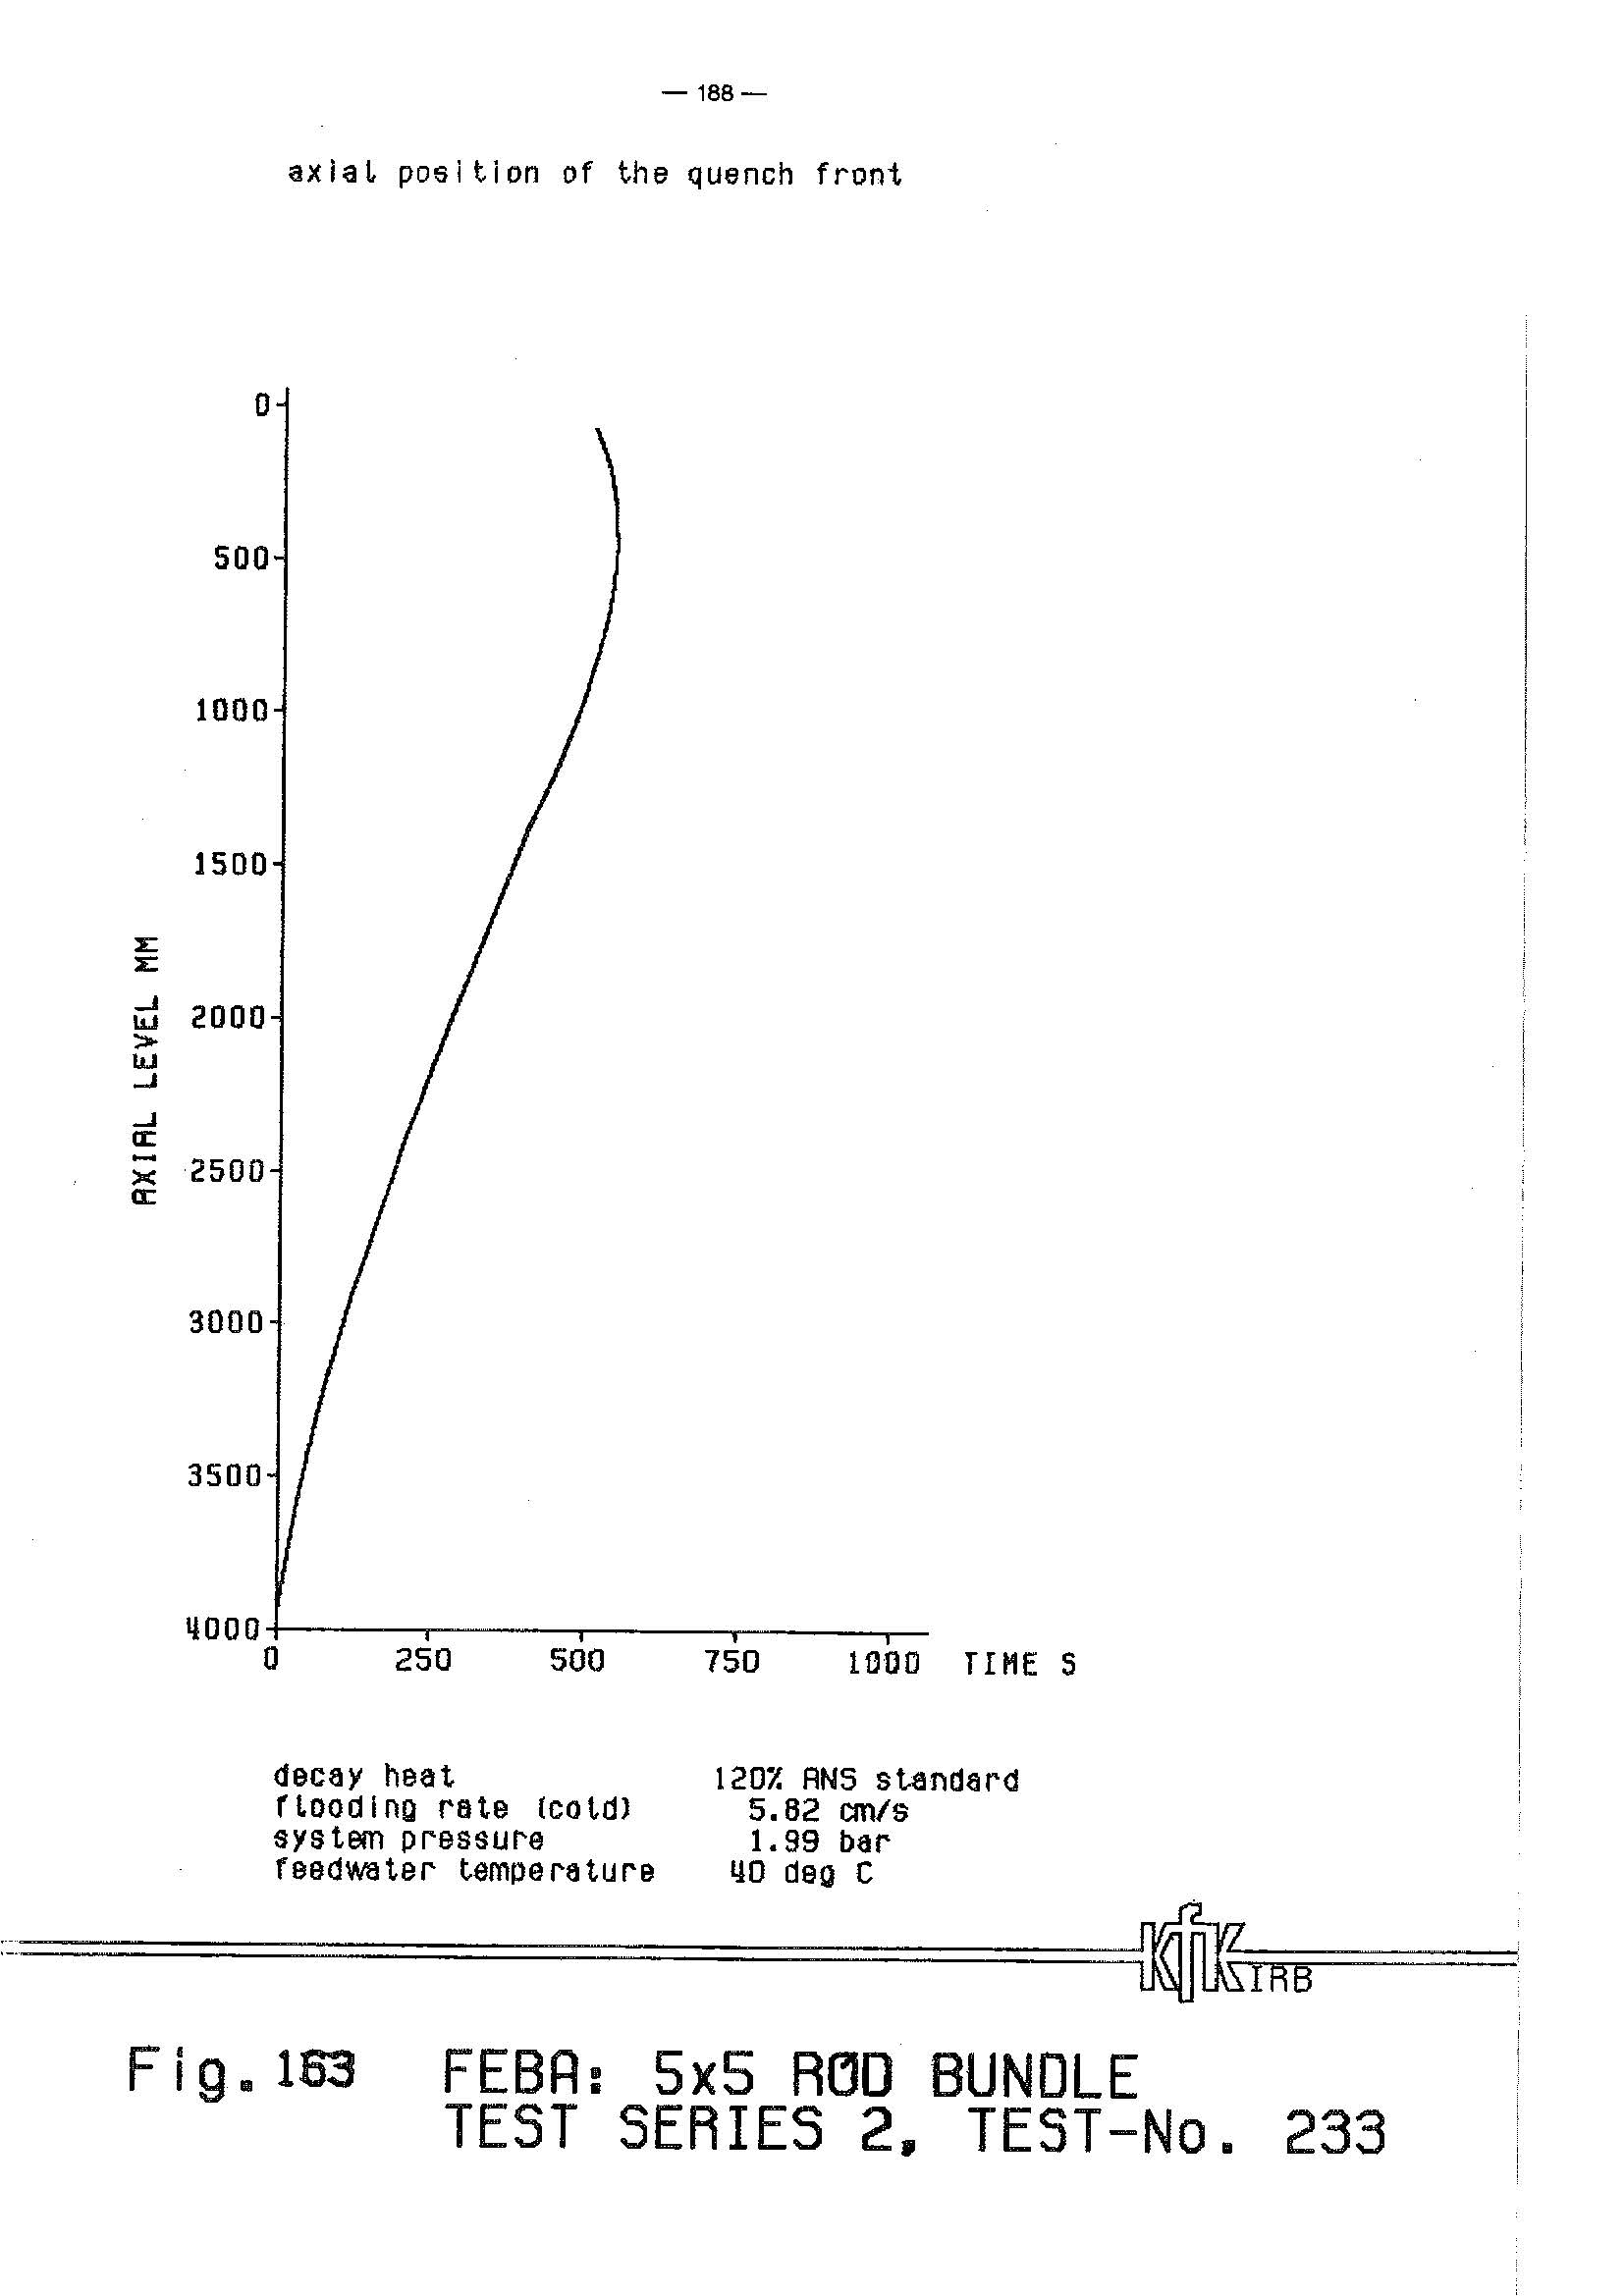 — 188 —
axial position of the quench front
0
500
1000
1500
2000
2500
3000
3500
4000
AXIAL LEVEL MM
0 250 500 750 1000 TIME S
decay heat 120% ANS standard
flooding rate (cold) 5.82 cm/s
system pressure 1.99 bar
feedwater temperature 40 deg C
KfK IRB
Fig. 163 FEBA: 5x5 ROD BUNDLE
TEST SERIES 2, TEST-No. 233